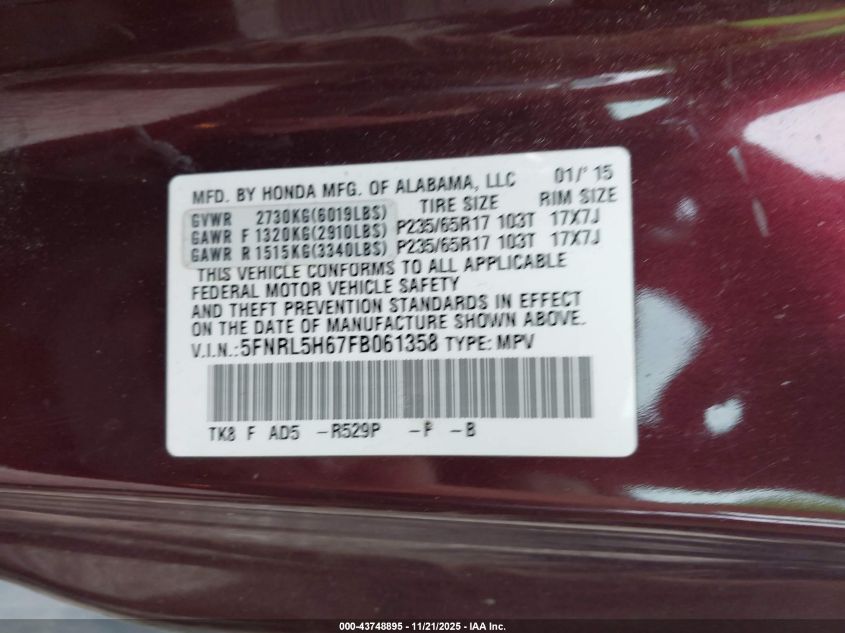 MFD. BY HONDA MFG. OF ALABAMA, LLC 01/'15
TIRE SIZE RIM SIZE
GVWR 2730KG(6019LBS)
GAWR F 1320KG(2910LBS) P235/65R17 103T 17X7J
GAWR R 1515KG(3340LBS) P235/65R17 103T 17X7J
THIS VEHICLE CONFORMS TO ALL APPLICABLE
FEDERAL MOTOR VEHICLE SAFETY
AND THEFT PREVENTION STANDARDS IN EFFECT
ON THE DATE OF MANUFACTURE SHOWN ABOVE.
V.I.N.:5FNRL5H67FB061358 TYPE: MPV
TK8 F AD5 -R529P -P -B
000-43748895 - 11/21/2025 - IAA Inc.